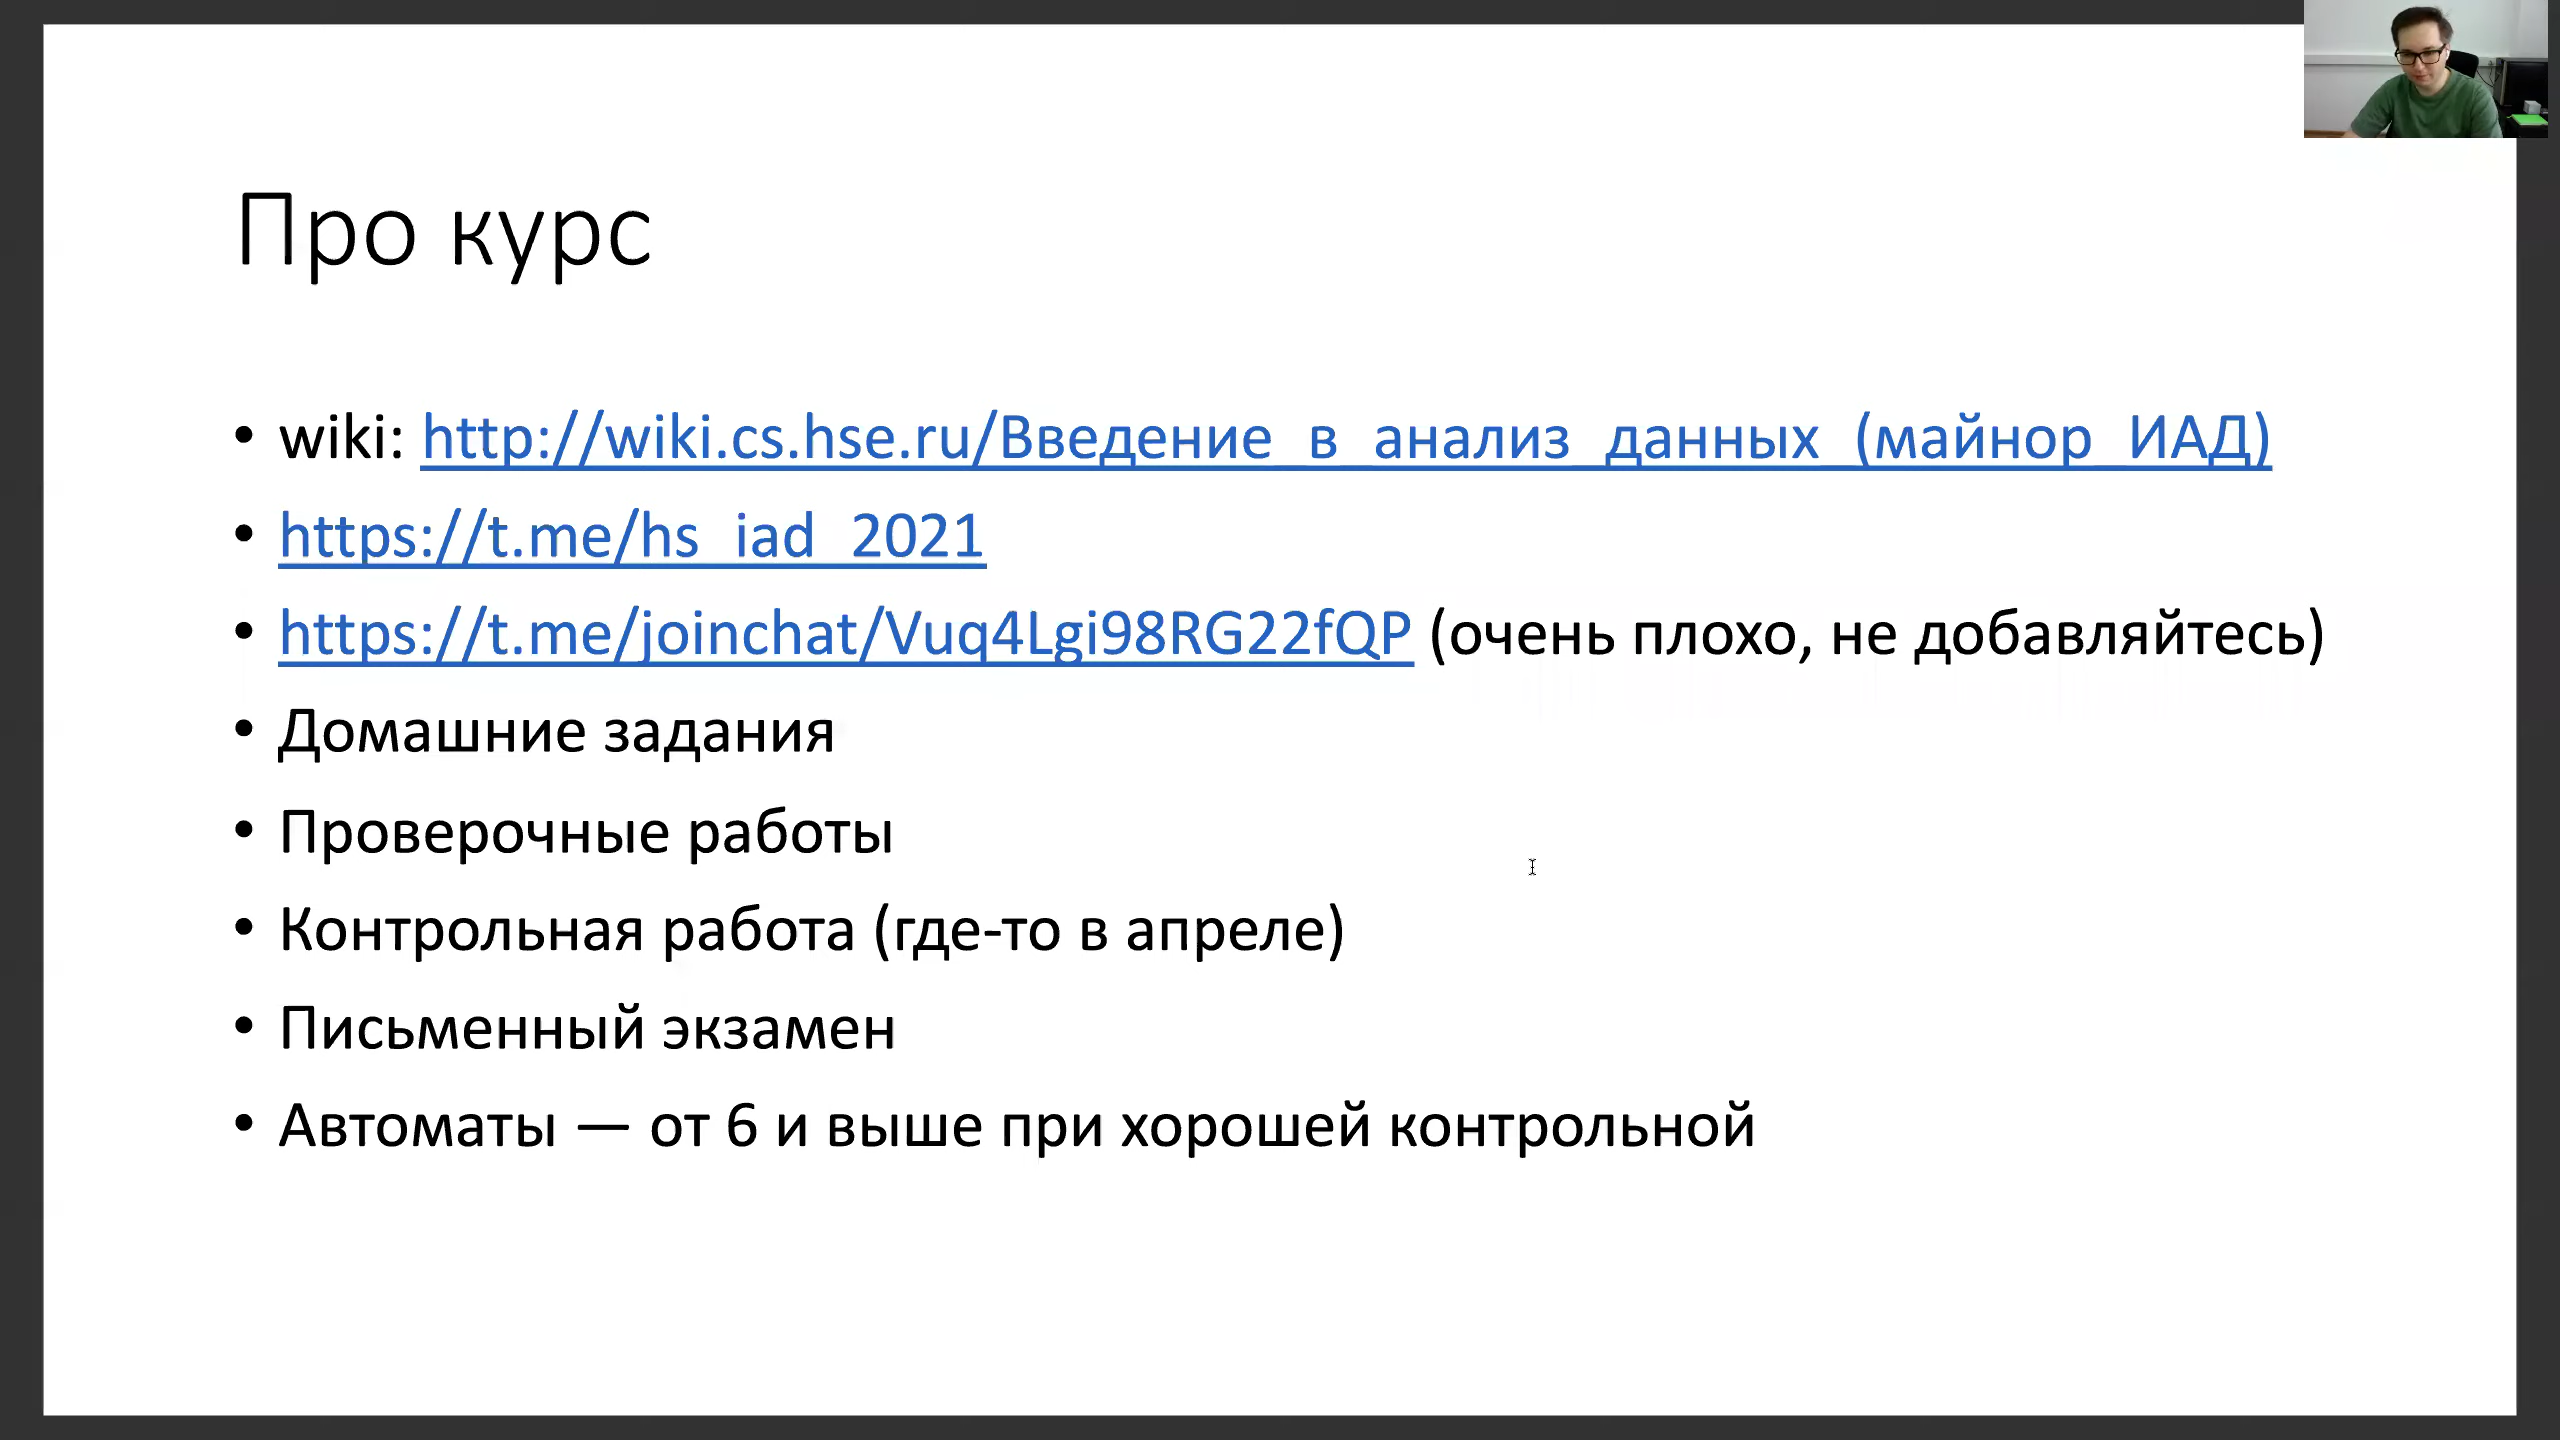 Про курс
• wiki: http://wiki.cs.hse.ru/Введение_в_анализ_данных_(майнор_ИАД)
• https://t.me/hs_iad_2021
• https://t.me/joinchat/Vuq4Lgi98RG22fQP (очень плохо, не добавляйтесь)
• Домашние задания
• Проверочные работы
• Контрольная работа (где-то в апреле)
• Письменный экзамен
• Автоматы — от 6 и выше при хорошей контрольной